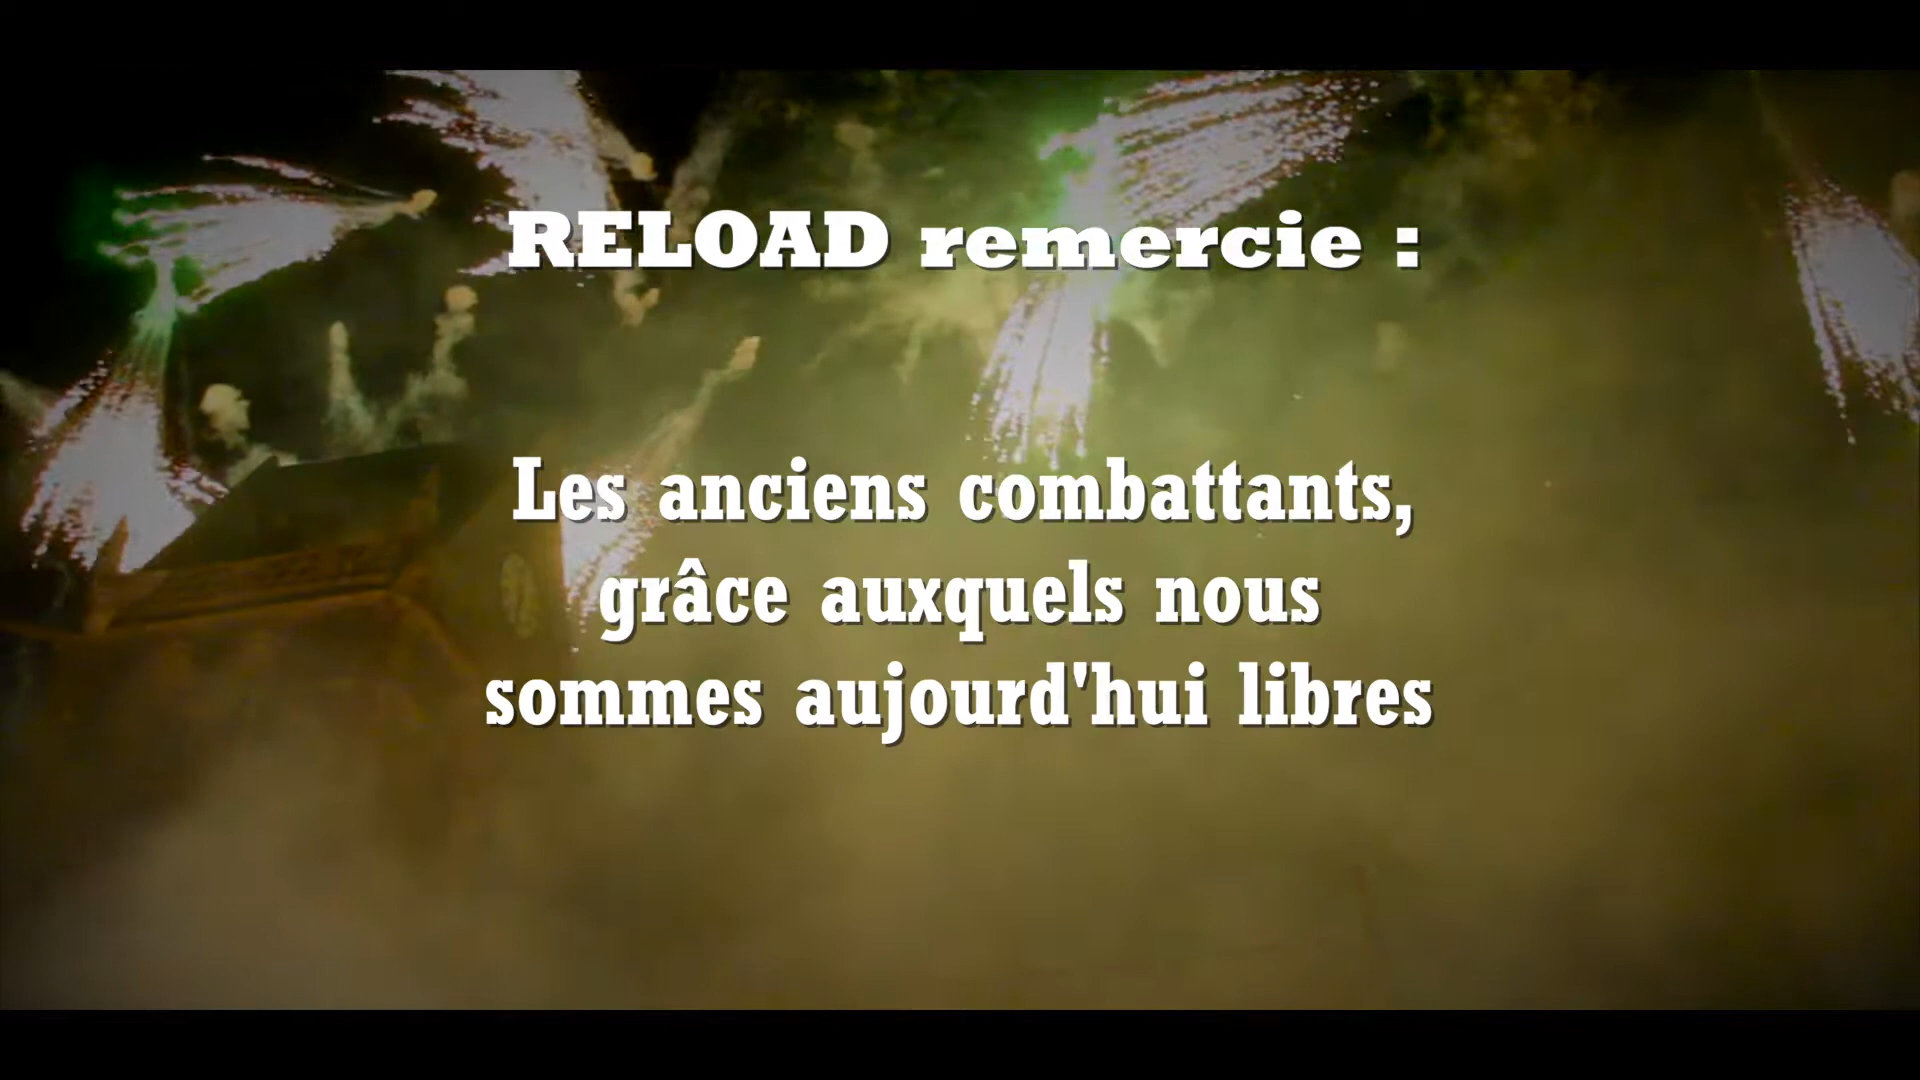 RELOAD remercie :
Les anciens combattants,
grâce auxquels nous
sommes aujourd'hui libres